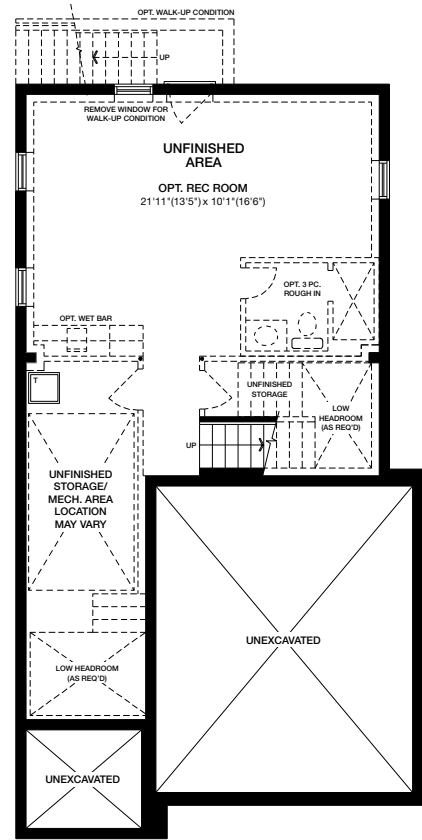 OPT. WALK-UP CONDITION
UP
REMOVE WINDOW FOR
WALK-UP CONDITION
UNFINISHED
AREA
OPT. REC ROOM
21'11"(13'5") x 10'1"(16'6")
OPT. 3 PC.
ROUGH IN
OPT. WET BAR
T
UNFINISHED
STORAGE
LOW
HEADROOM
(AS REQ'D)
UP
UNFINISHED
STORAGE/
MECH. AREA
LOCATION
MAY VARY
UNEXCAVATED
LOW HEADROOM
(AS REQ'D)
UNEXCAVATED